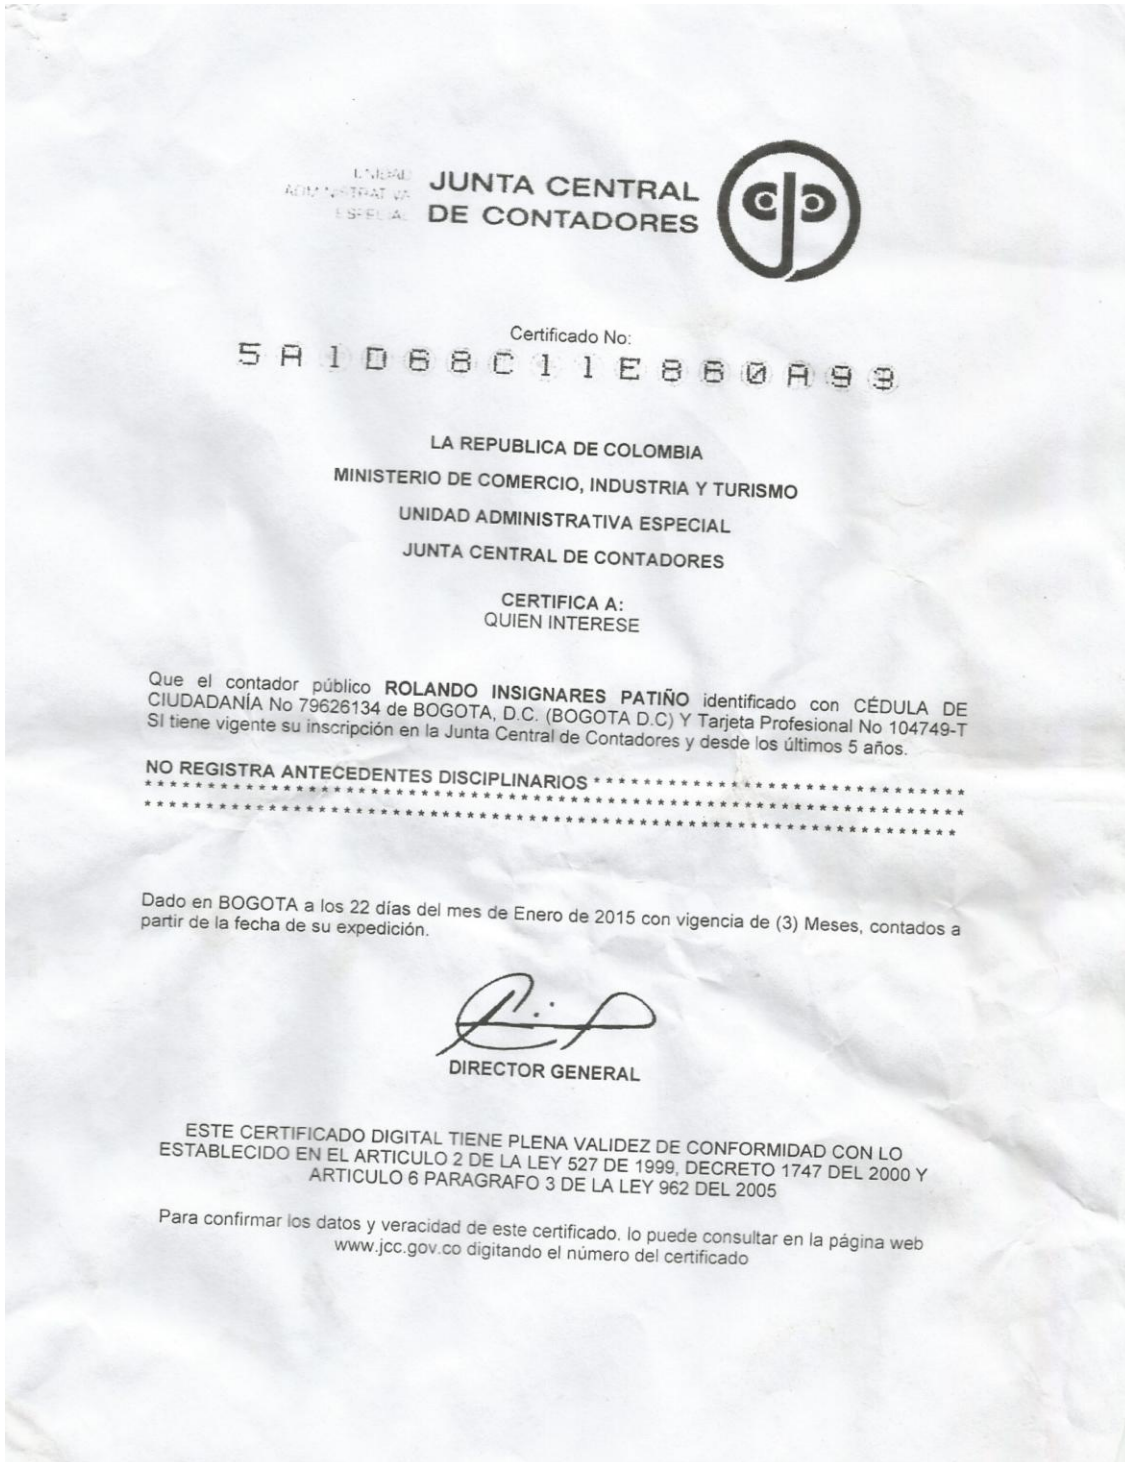 UNIDAD
ADMINISTRATIVA
ESPECIAL
JUNTA CENTRAL
DE CONTADORES
Certificado No:
5A1D68C11E860A93
LA REPUBLICA DE COLOMBIA
MINISTERIO DE COMERCIO, INDUSTRIA Y TURISMO
UNIDAD ADMINISTRATIVA ESPECIAL
JUNTA CENTRAL DE CONTADORES
CERTIFICA A:
QUIEN INTERESE
Que el contador público ROLANDO INSIGNARES PATIÑO identificado con CÉDULA DE
CIUDADANÍA No 79626134 de BOGOTA, D.C. (BOGOTA D.C) Y Tarjeta Profesional No 104749-T
SI tiene vigente su inscripción en la Junta Central de Contadores y desde los últimos 5 años.
NO REGISTRA ANTECEDENTES DISCIPLINARIOS * * * * * * * * * * * * * * * * * * * * * * * * * * * * * *
* * * * * * * * * * * * * * * * * * * * * * * * * * * * * * * * * * * * * * * * * * * * * * * * * * * * * * * * * * * * * * * * * *
* * * * * * * * * * * * * * * * * * * * * * * * * * * * * * * * * * * * * * * * * * * * * * * * * * * * * * * * * * * * * * * * *
Dado en BOGOTA a los 22 días del mes de Enero de 2015 con vigencia de (3) Meses, contados a
partir de la fecha de su expedición.
DIRECTOR GENERAL
ESTE CERTIFICADO DIGITAL TIENE PLENA VALIDEZ DE CONFORMIDAD CON LO
ESTABLECIDO EN EL ARTICULO 2 DE LA LEY 527 DE 1999, DECRETO 1747 DEL 2000 Y
ARTICULO 6 PARAGRAFO 3 DE LA LEY 962 DEL 2005
Para confirmar los datos y veracidad de este certificado, lo puede consultar en la página web
www.jcc.gov.co digitando el número del certificado